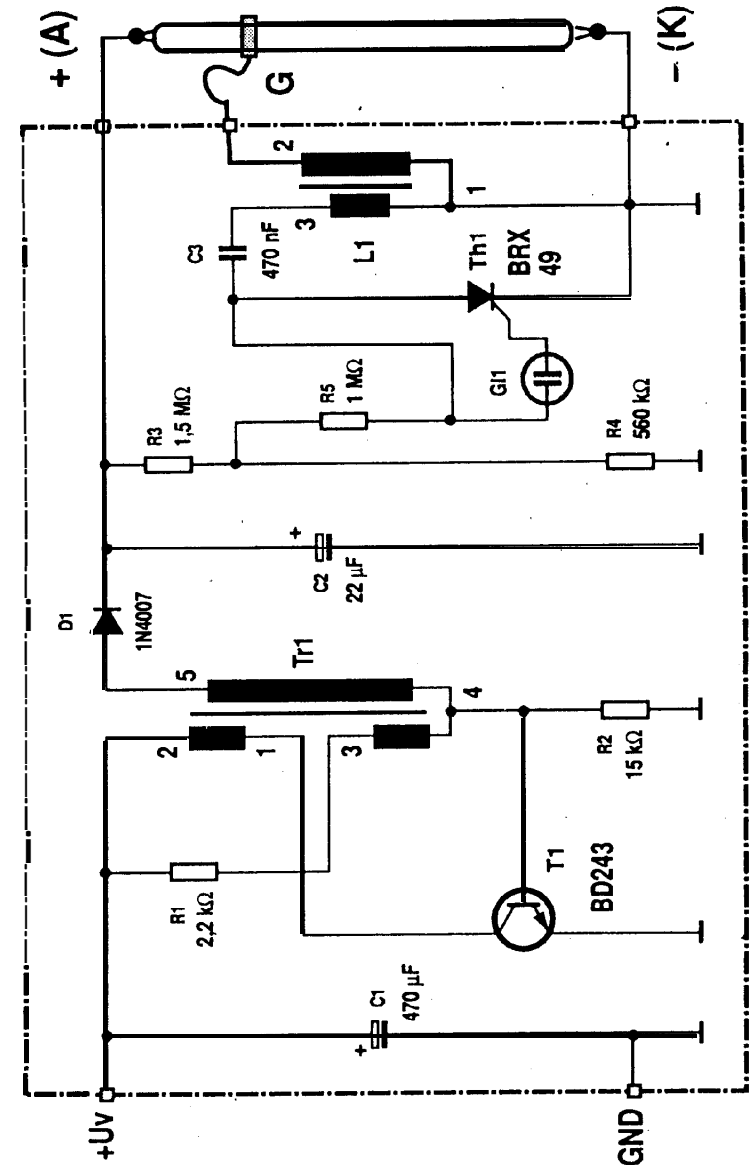 + (A)
G
- (K)
2
3
1
C3
470 nF
L1
Th1
BRX
49
Gl1
R3
1,5 MΩ
R5
1 MΩ
R4
560 kΩ
+
C2
22 µF
D1
1N4007
5
Tr1
4
2
1
3
R2
15 kΩ
R1
2,2 kΩ
T1
BD243
+
C1
470 µF
+Uv
GND